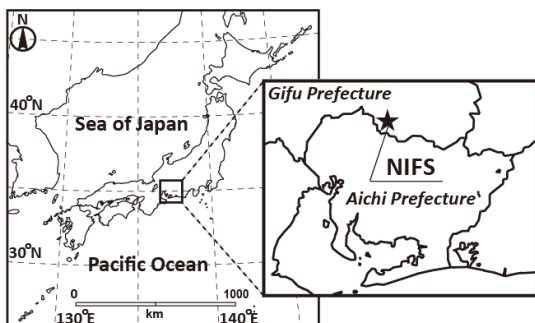 N
40°N
Sea of Japan
30°N
Pacific Ocean
0
1000
km
130°E
140°E
Gifu Prefecture
NIFS
Aichi Prefecture